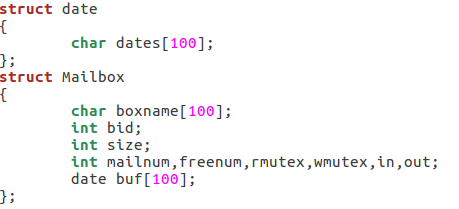 struct date
{
        char dates[100];
};
struct Mailbox
{
        char boxname[100];
        int bid;
        int size;
        int mailnum,freenum,rmutex,wmutex,in,out;
        date buf[100];
};